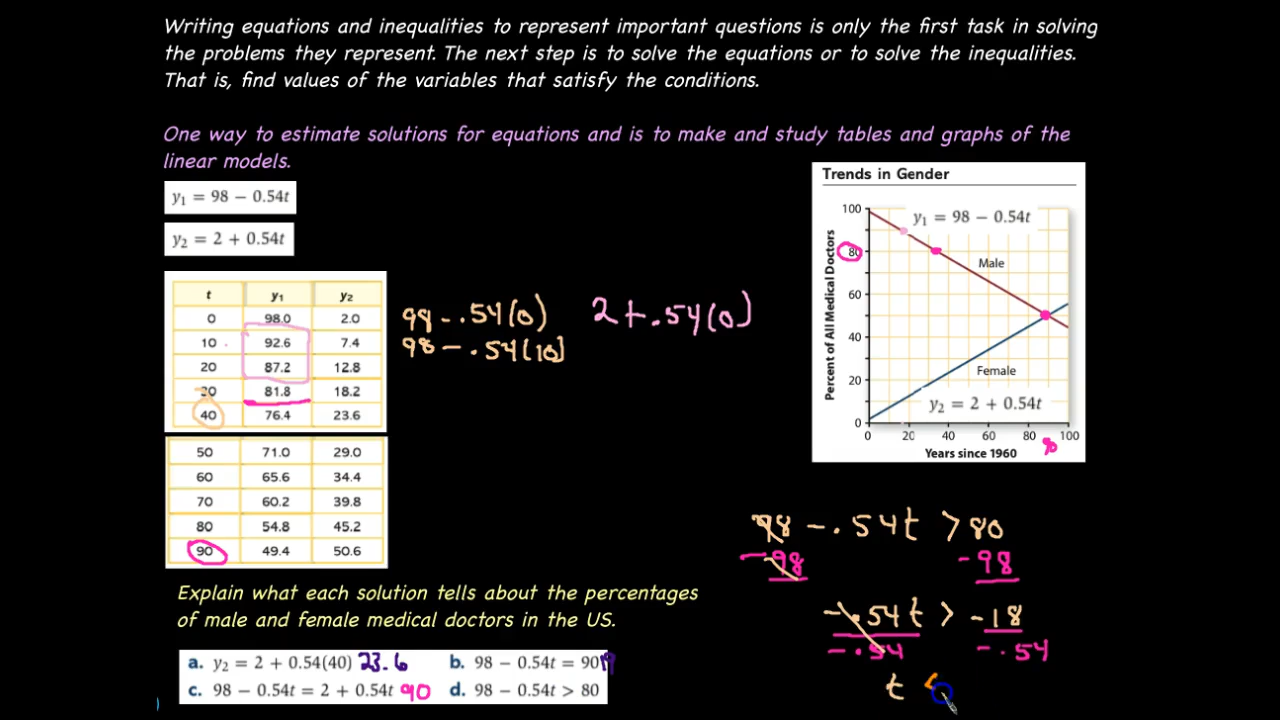 Writing equations and inequalities to represent important questions is only the first task in solving
the problems they represent. The next step is to solve the equations or to solve the inequalities.
That is, find values of the variables that satisfy the conditions.
One way to estimate solutions for equations and is to make and study tables and graphs of the
linear models.
y₁ = 98 − 0.54t
y₂ = 2 + 0.54t
t y₁ y₂
0 98.0 2.0
10 92.6 7.4
20 87.2 12.8
30 81.8 18.2
40 76.4 23.6
50 71.0 29.0
60 65.6 34.4
70 60.2 39.8
80 54.8 45.2
90 49.4 50.6
98 - .54(0)
98 - .54(10)
2 + .54(0)
Trends in Gender
Percent of All Medical Doctors
100
80
60
40
20
0
y₁ = 98 − 0.54t
Male
Female
y₂ = 2 + 0.54t
0 20 40 60 80 100
90
Years since 1960
98 - .54t > 80
-98 -98
-.54t > -18
-.54 -.54
t <
Explain what each solution tells about the percentages
of male and female medical doctors in the US.
a. y₂ = 2 + 0.54(40) 23.6 b. 98 − 0.54t = 90
c. 98 − 0.54t = 2 + 0.54t 90 d. 98 − 0.54t > 80